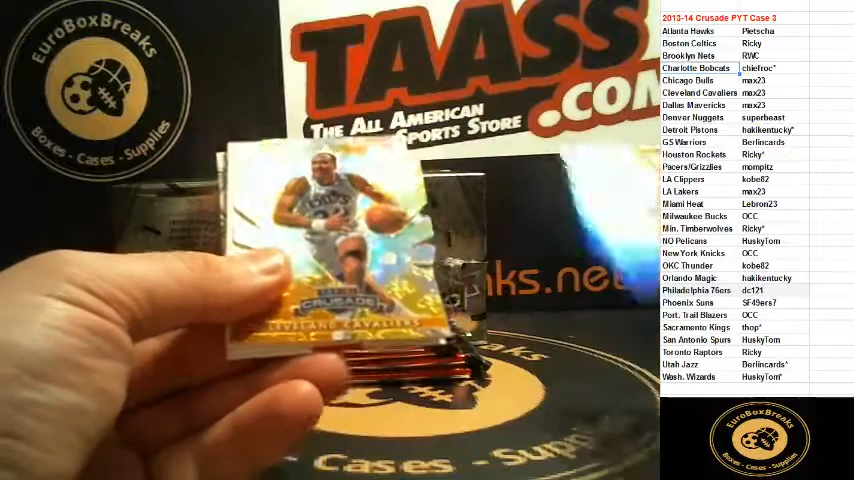 EuroBoxBreaks
Boxes - Cases - Supplies
TAASS
.COM
THE ALL AMERICAN
SPORTS STORE
ks.net
CRUSADE
CLEVELAND CAVALIERS
Cases - Supp
2013-14 Crusade PYT Case 3
Atlanta Hawks Pietscha
Boston Celtics Ricky
Brooklyn Nets RWC
Charlotte Bobcats chiefroc*
Chicago Bulls max23
Cleveland Cavaliers max23
Dallas Mavericks max23
Denver Nuggets superbeast
Detroit Pistons hakikentucky*
GS Warriors Berlincards
Houston Rockets Ricky*
Pacers/Grizzlies mompitz
LA Clippers kobe82
LA Lakers max23
Miami Heat Lebron23
Milwaukee Bucks OCC
Min. Timberwolves Ricky*
NO Pelicans HuskyTom
New York Knicks OCC
OKC Thunder kobe82
Orlando Magic hakikentucky
Philadelphia 76ers dc121
Phoenix Suns SF49ers7
Port. Trail Blazers OCC
Sacramento Kings thop*
San Antonio Spurs HuskyTom
Toronto Raptors Ricky
Utah Jazz Berlincards*
Wash. Wizards HuskyTom*
EuroBoxBreaks
Boxes - Cases - Supplies